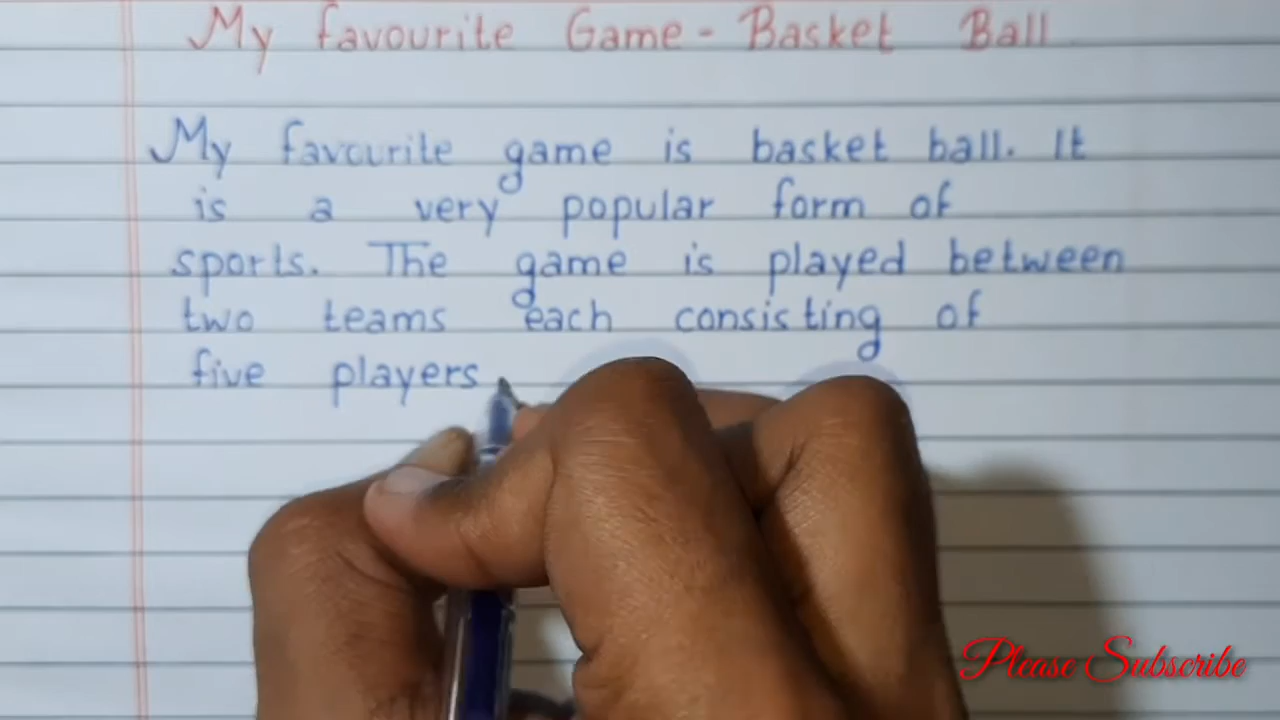 My favourite Game - Basket Ball
My favourite game is basket ball. It
is a very popular form of
sports. The game is played between
two teams each consisting of
five players
Please Subscribe